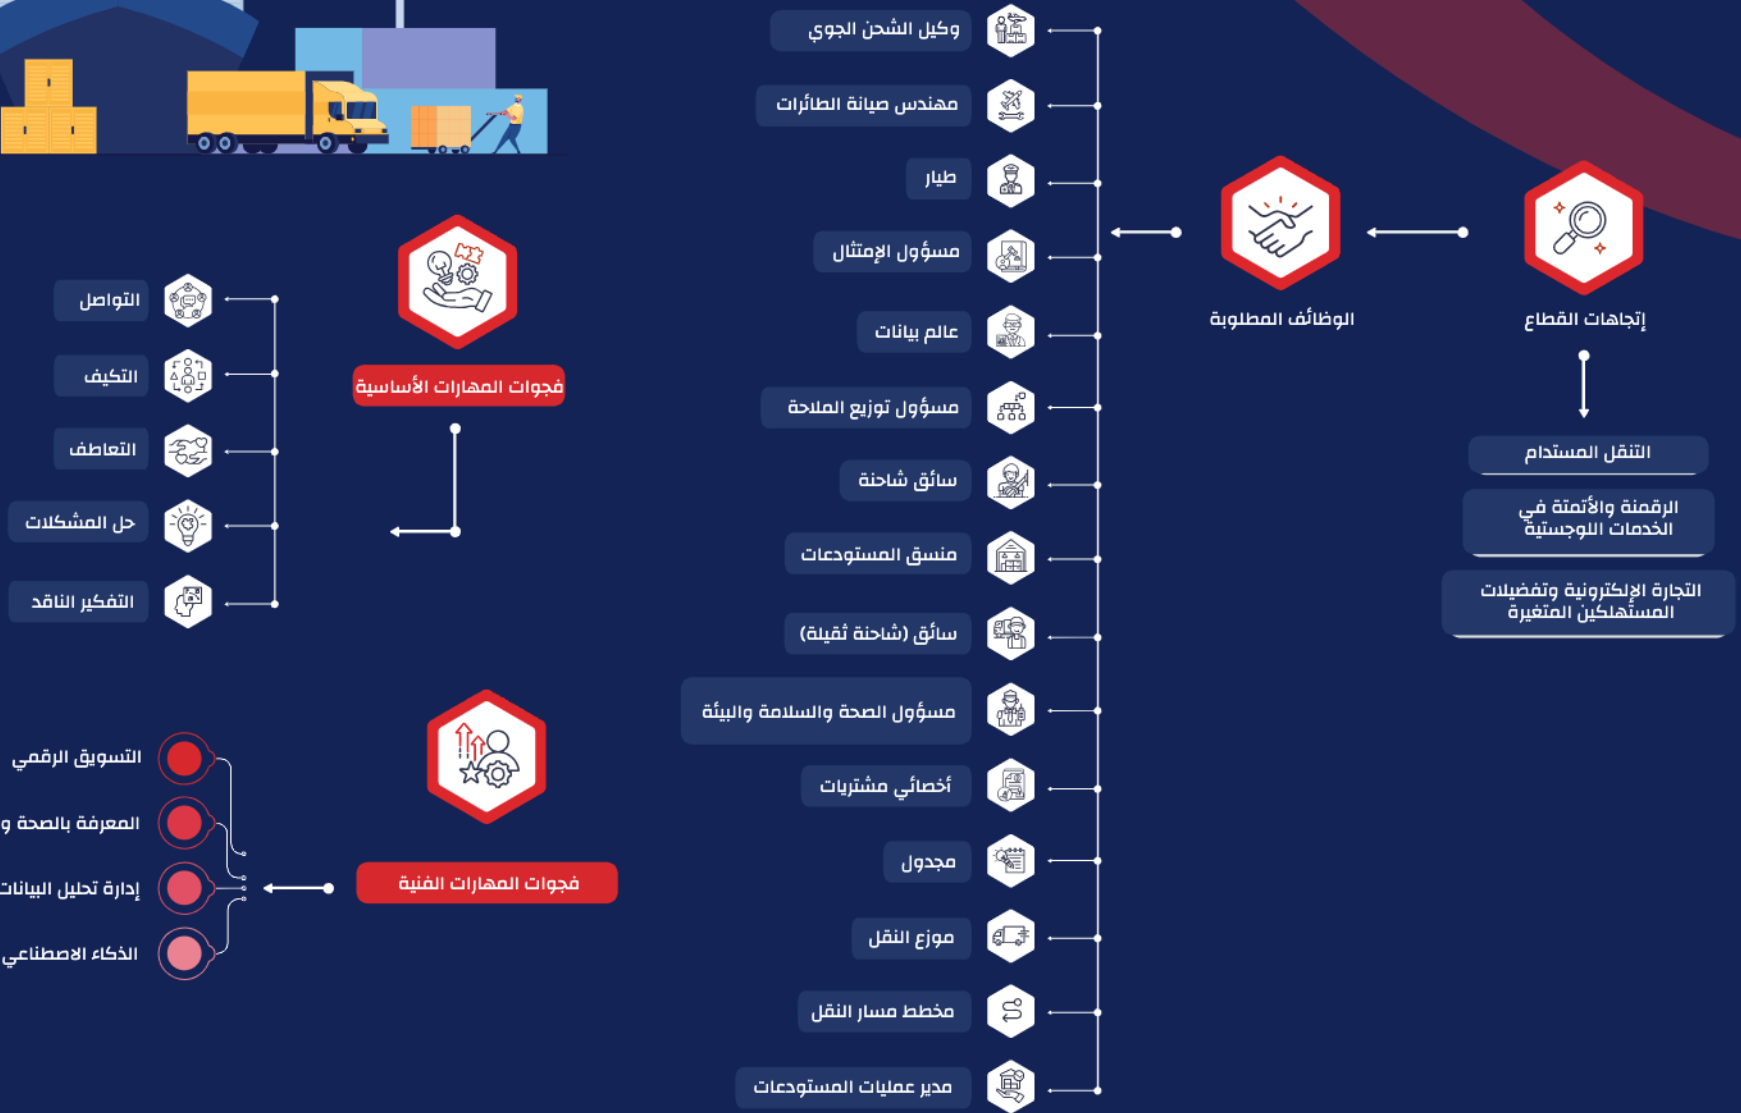 إتجاهات القطاع
التنقل المستدام
الرقمنة والأتمتة في
الخدمات اللوجستية
التجارة الإلكترونية وتفضيلات
المستهلكين المتغيرة
الوظائف المطلوبة
وكيل الشحن الجوي
مهندس صيانة الطائرات
طيار
مسؤول الإمتثال
عالم بيانات
مسؤول توزيع الملاحة
سائق شاحنة
منسق المستودعات
سائق (شاحنة ثقيلة)
مسؤول الصحة والسلامة والبيئة
أخصائي مشتريات
مجدول
موزع النقل
مخطط مسار النقل
مدير عمليات المستودعات
فجوات المهارات الأساسية
التواصل
التكيف
التعاطف
حل المشكلات
التفكير الناقد
فجوات المهارات الفنية
التسويق الرقمي
المعرفة بالصحة و
إدارة تحليل البيانات
الذكاء الاصطناعي